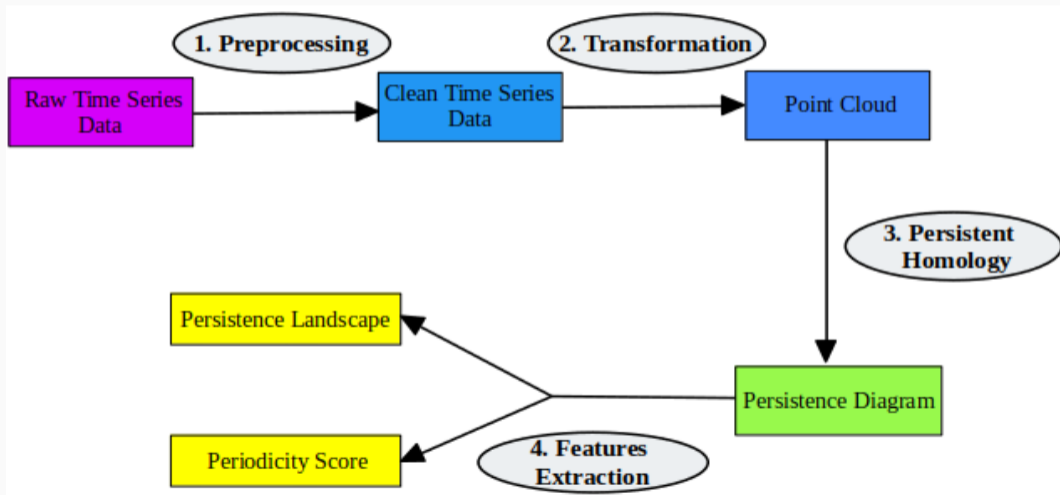 1. Preprocessing
2. Transformation
Raw Time Series
Data
Clean Time Series
Data
Point Cloud
3. Persistent
Homology
Persistence Landscape
Persistence Diagram
Periodicity Score
4. Features
Extraction